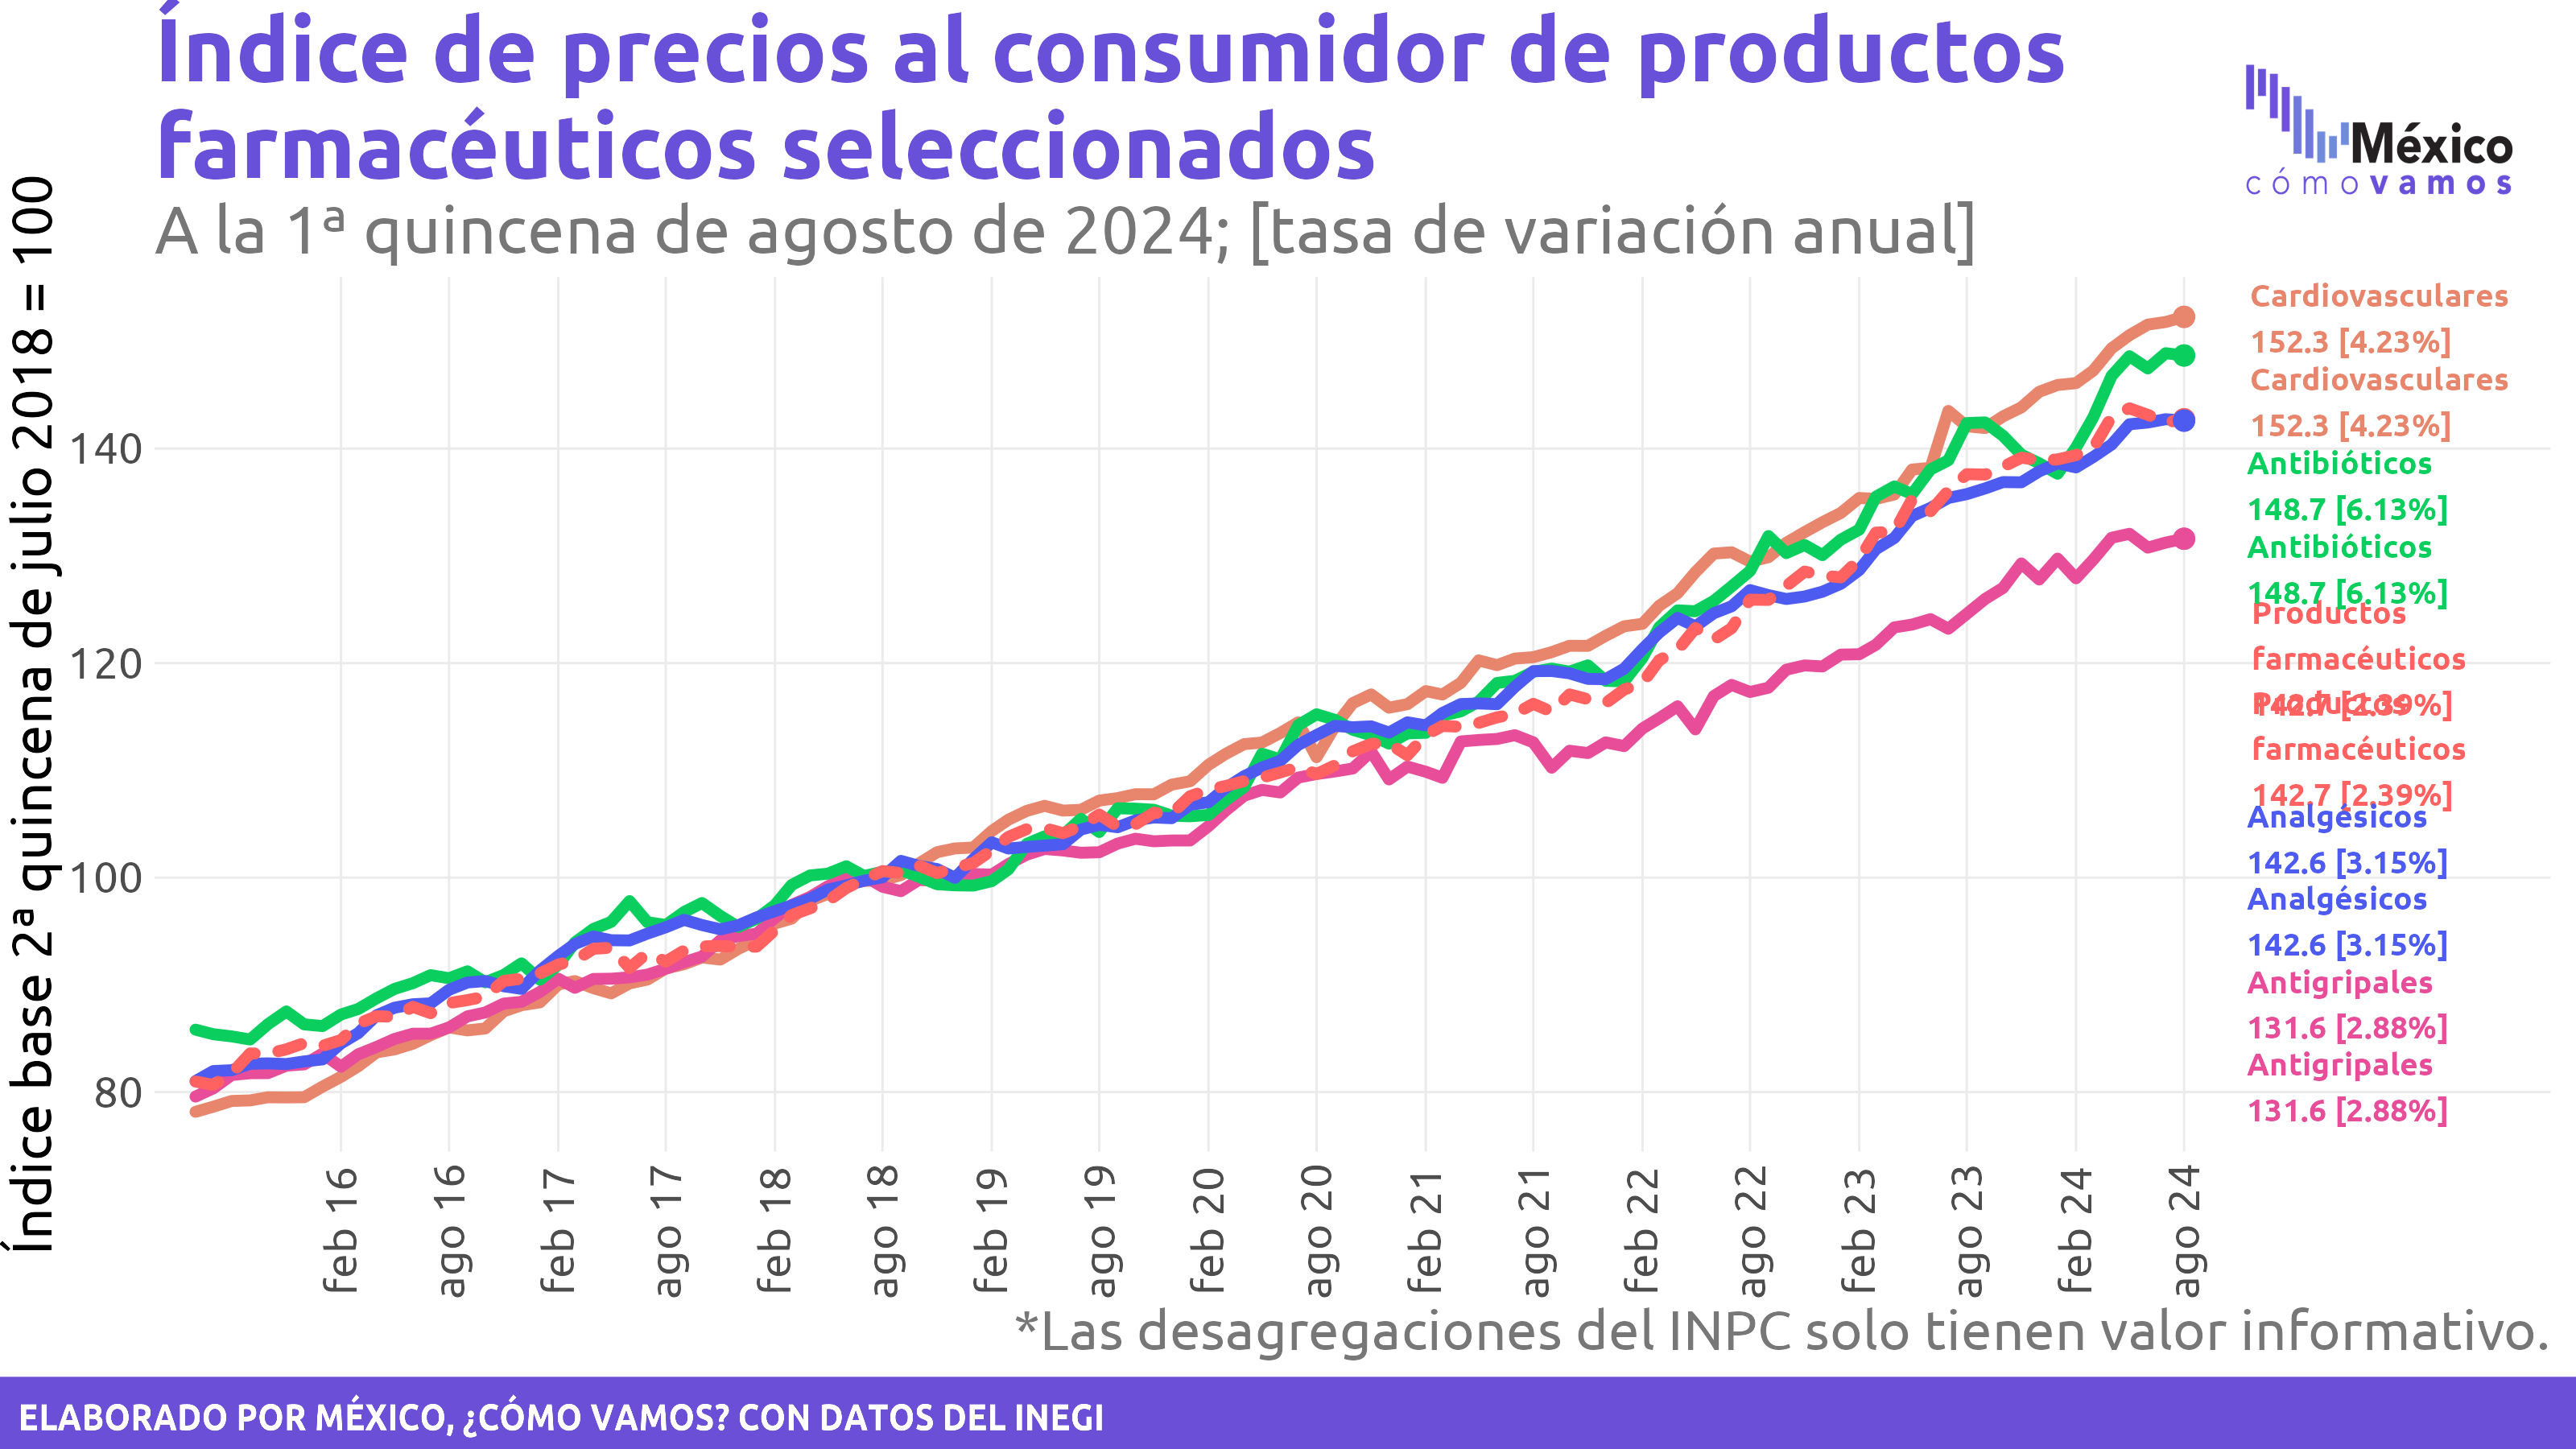 Índice de precios al consumidor de productos
farmacéuticos seleccionados
A la 1ª quincena de agosto de 2024; [tasa de variación anual]
México
cómo vamos
Índice base 2ª quincena de julio 2018 = 100
140
120
100
80
Cardiovasculares
152.3 [4.23%]
Cardiovasculares
152.3 [4.23%]
Antibióticos
148.7 [6.13%]
Antibióticos
148.7 [6.13%]
Productos
farmacéuticos
142.7 [2.39%]
Productos
farmacéuticos
142.7 [2.39%]
Analgésicos
142.6 [3.15%]
Analgésicos
142.6 [3.15%]
Antigripales
131.6 [2.88%]
Antigripales
131.6 [2.88%]
feb 16
ago 16
feb 17
ago 17
feb 18
ago 18
feb 19
ago 19
feb 20
ago 20
feb 21
ago 21
feb 22
ago 22
feb 23
ago 23
feb 24
ago 24
*Las desagregaciones del INPC solo tienen valor informativo.
ELABORADO POR MÉXICO, ¿CÓMO VAMOS? CON DATOS DEL INEGI